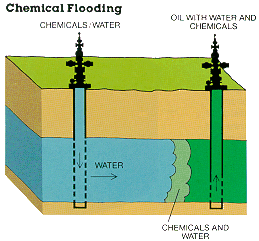 Chemical Flooding
CHEMICALS/WATER
OIL WITH WATER AND
CHEMICALS
WATER
CHEMICALS AND
WATER